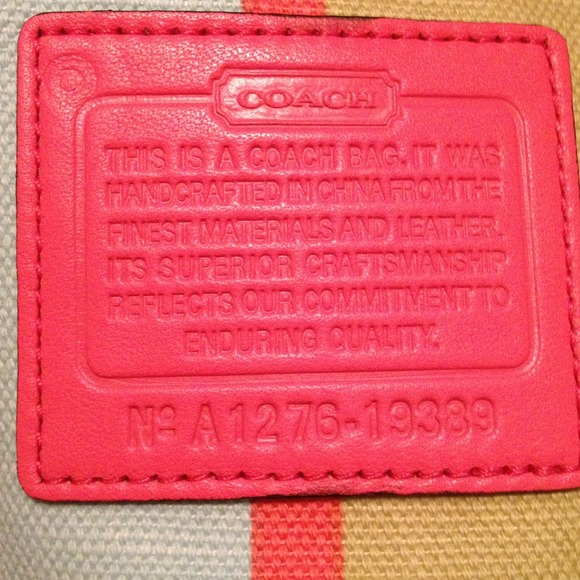 COACH
THIS IS A COACH BAG. IT WAS
HANDCRAFTED IN CHINA FROM THE
FINEST MATERIALS AND LEATHER.
ITS SUPERIOR CRAFTSMANSHIP
REFLECTS OUR COMMITMENT TO
ENDURING QUALITY.
Nº A1276-19389